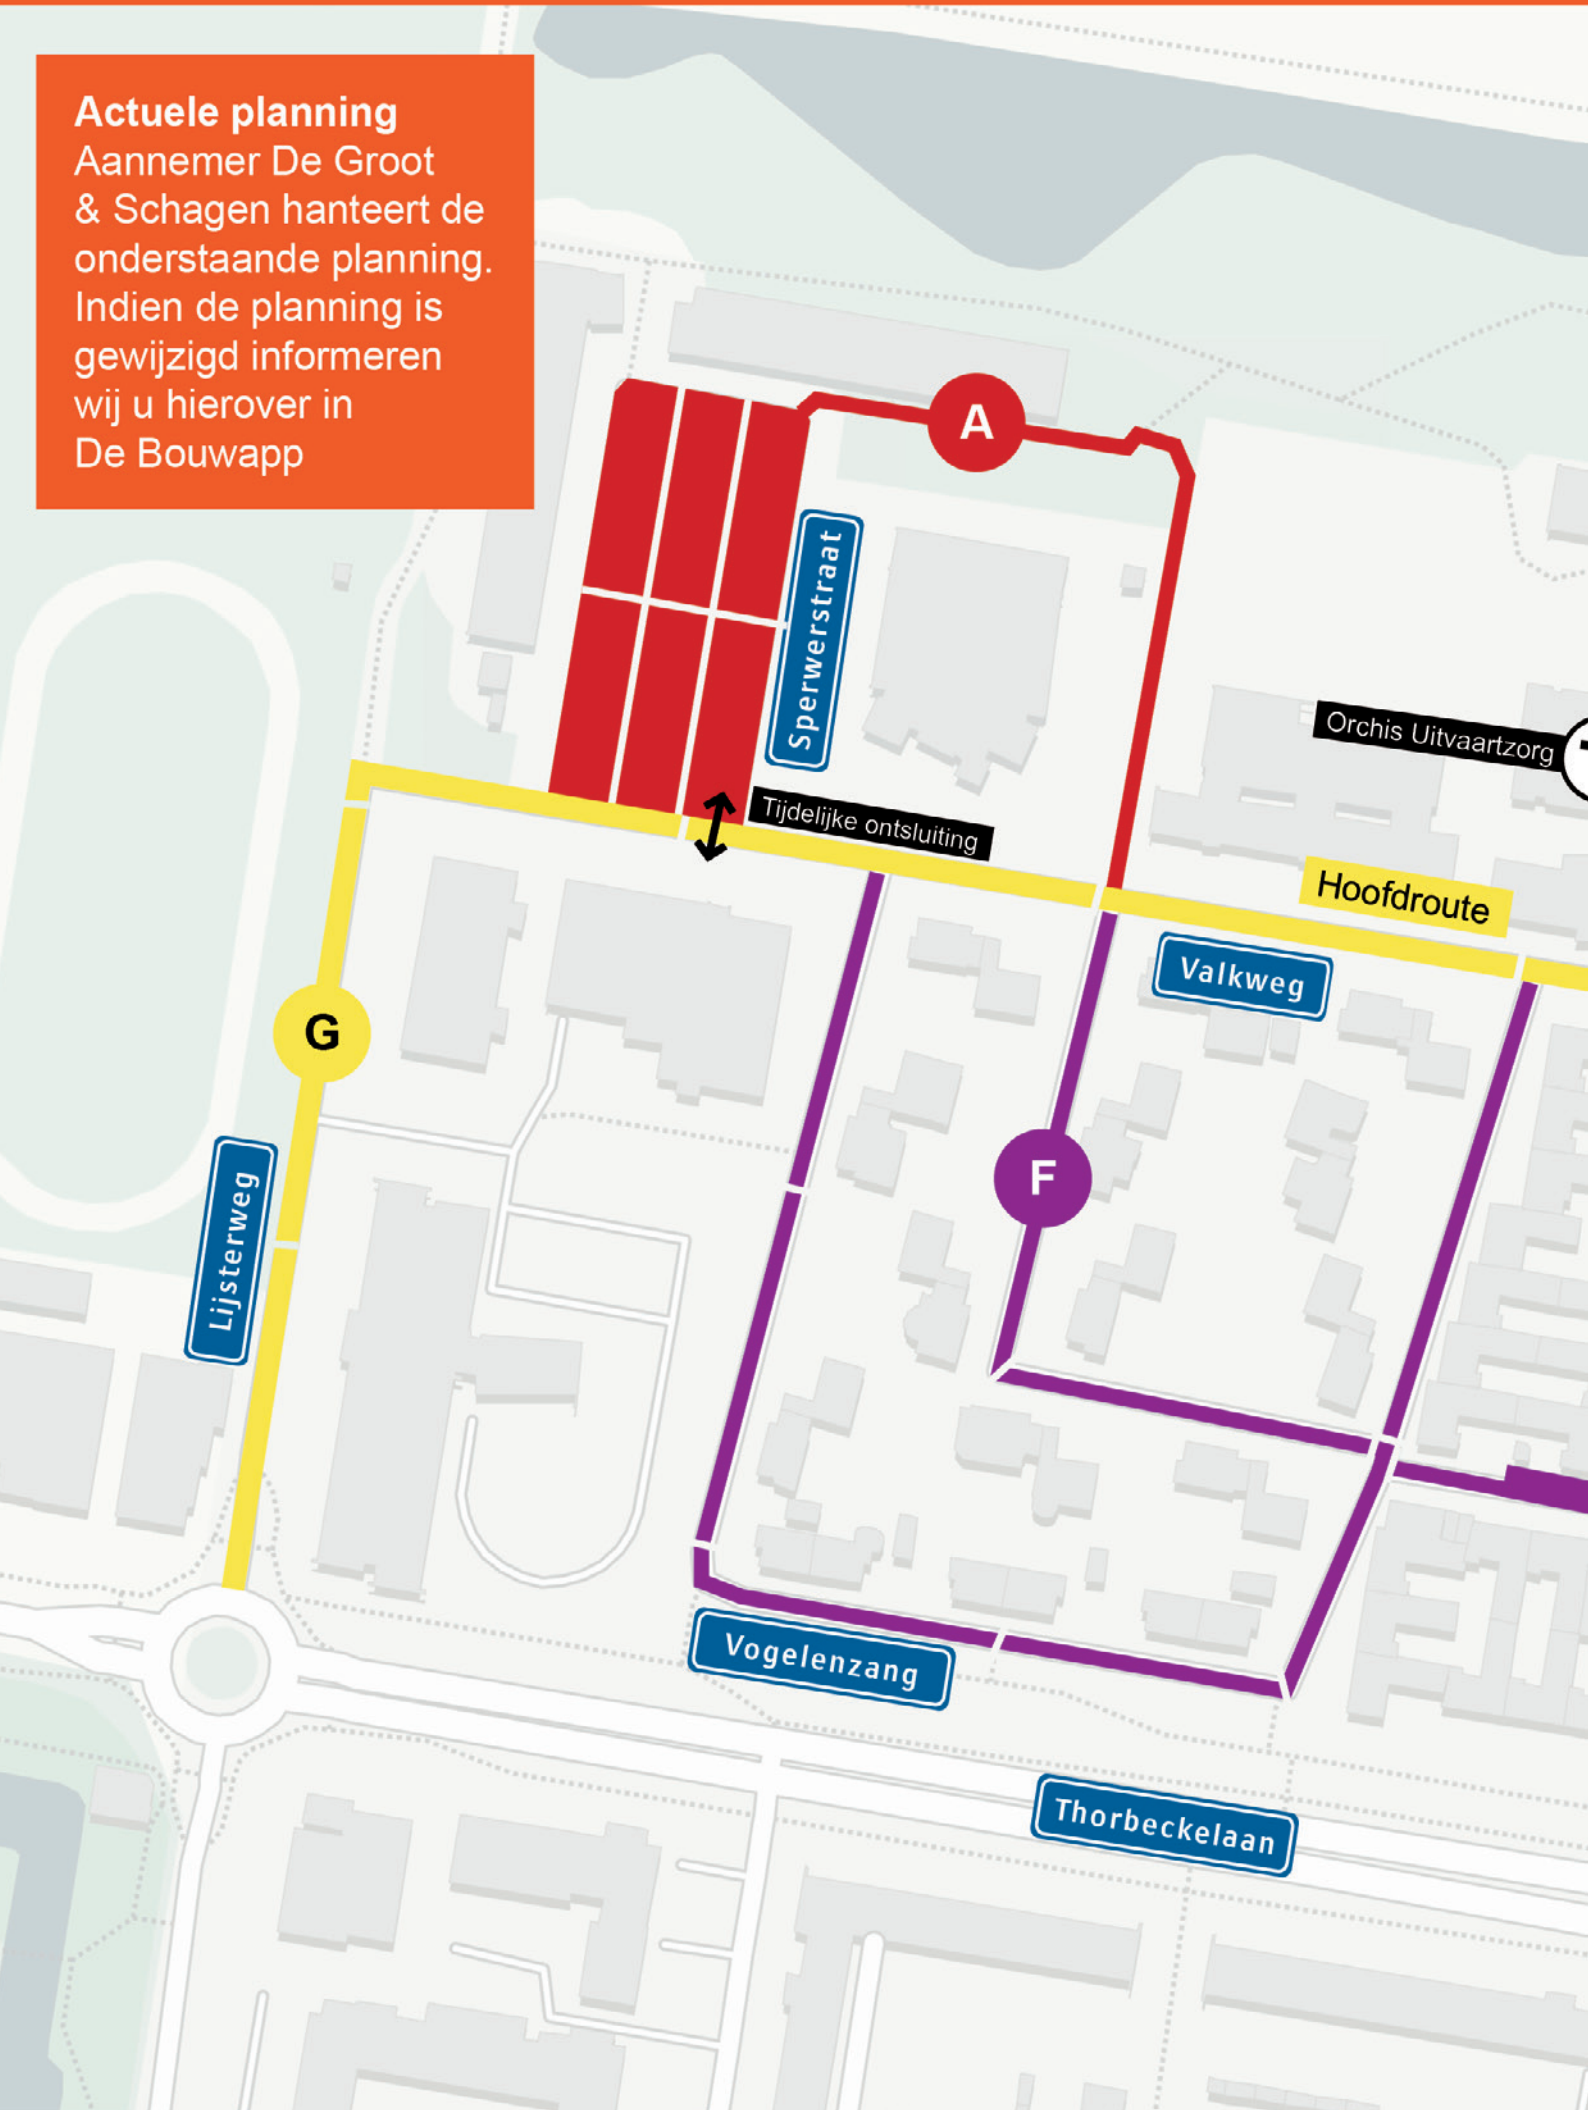 Actuele planning
Aannemer De Groot
& Schagen hanteert de
onderstaande planning.
Indien de planning is
gewijzigd informeren
wij u hierover in
De Bouwapp
A
Sperwerstraat
Orchis Uitvaartzorg
Tijdelijke ontsluiting
Hoofdroute
Valkweg
G
F
Lijsterweg
Vogelenzang
Thorbeckelaan